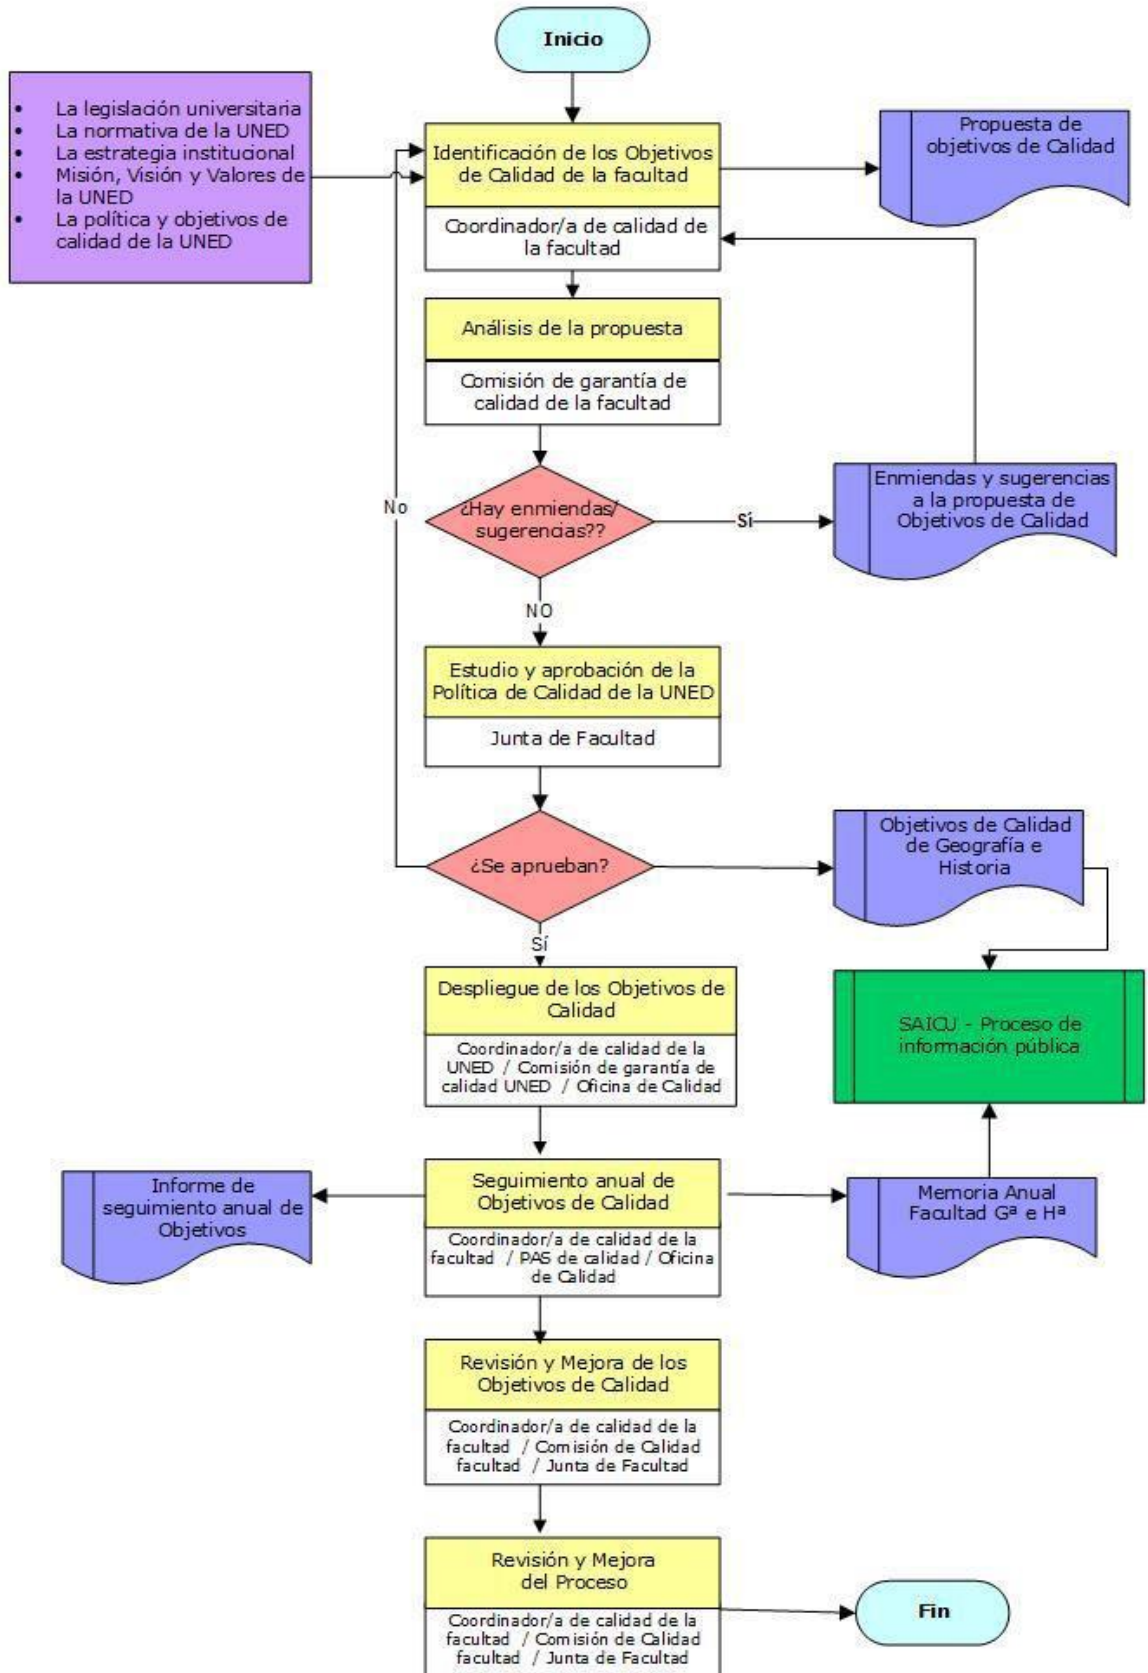 Inicio
• La legislación universitaria
• La normativa de la UNED
• La estrategia institucional
• Misión, Visión y Valores de
la UNED
• La política y objetivos de
calidad de la UNED
Identificación de los Objetivos
de Calidad de la facultad
Coordinador/a de calidad de
la facultad
Propuesta de
objetivos de Calidad
Análisis de la propuesta
Comisión de garantía de
calidad de la facultad
¿Hay enmiendas/
sugerencias??
Sí
Enmiendas y sugerencias
a la propuesta de
Objetivos de Calidad
No
NO
Estudio y aprobación de la
Política de Calidad de la UNED
Junta de Facultad
¿Se aprueban?
Objetivos de Calidad
de Geografía e
Historia
Sí
Despliegue de los Objetivos de
Calidad
Coordinador/a de calidad de la
UNED / Comisión de garantía de
calidad UNED / Oficina de Calidad
SAICU - Proceso de
información pública
Informe de
seguimiento anual de
Objetivos
Seguimiento anual de
Objetivos de Calidad
Coordinador/a de calidad de la
facultad / PAS de calidad / Oficina
de Calidad
Memoria Anual
Facultad Gª e Hª
Revisión y Mejora de los
Objetivos de Calidad
Coordinador/a de calidad de la
facultad / Comisión de Calidad
facultad / Junta de Facultad
Revisión y Mejora
del Proceso
Coordinador/a de calidad de la
facultad / Comisión de Calidad
facultad / Junta de Facultad
Fin